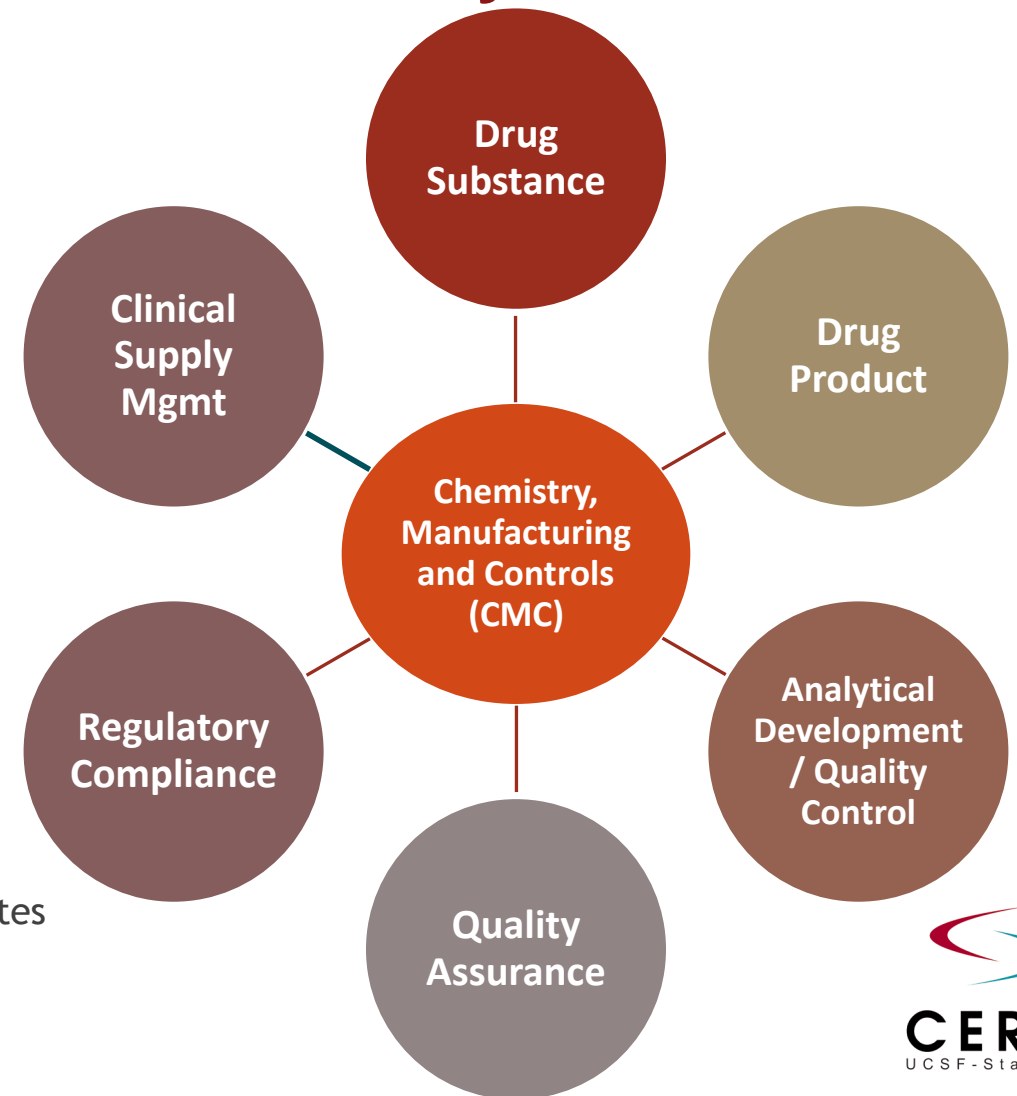 Drug
Substance
Clinical
Supply
Mgmt
Drug
Product
Chemistry,
Manufacturing
and Controls
(CMC)
Regulatory
Compliance
Analytical
Development
/ Quality
Control
Quality
Assurance
tes
CER
UCSF-Sta